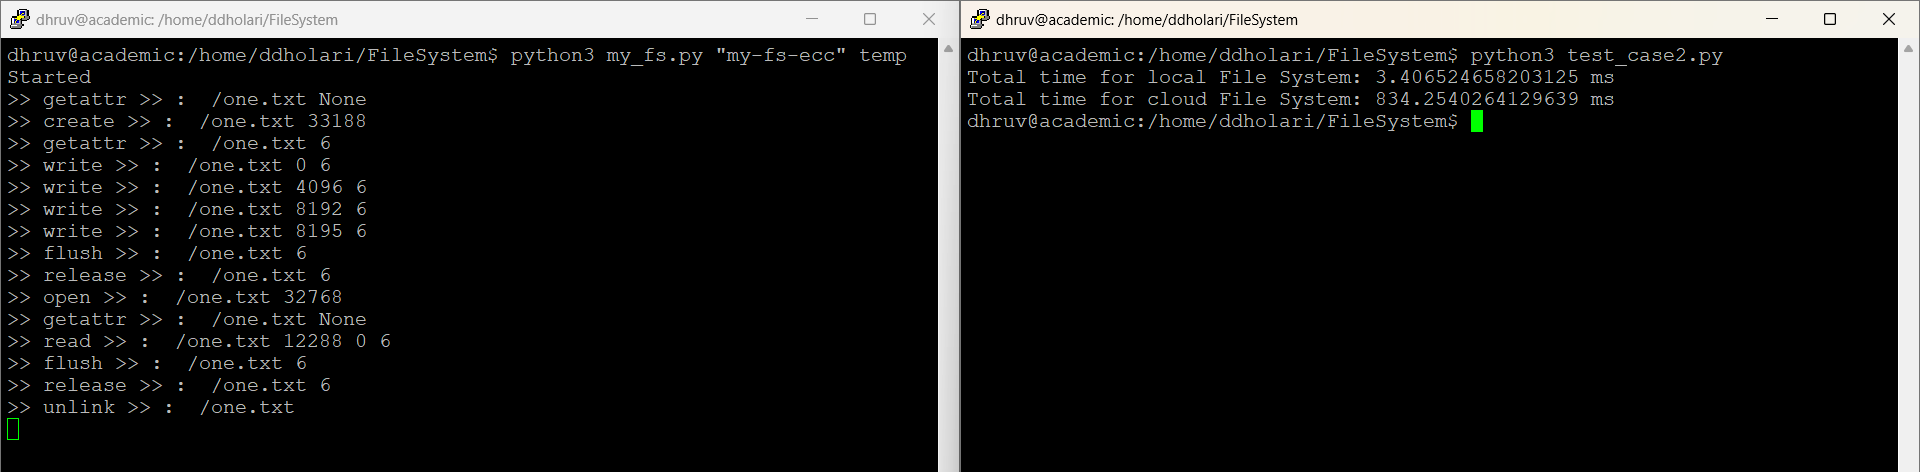 dhruv@academic: /home/ddholari/FileSystem
dhruv@academic:/home/ddholari/FileSystem$ python3 my_fs.py "my-fs-ecc" temp
Started
>> getattr >> :  /one.txt None
>> create >> :  /one.txt 33188
>> getattr >> :  /one.txt 6
>> write >> :  /one.txt 0 6
>> write >> :  /one.txt 4096 6
>> write >> :  /one.txt 8192 6
>> write >> :  /one.txt 8195 6
>> flush >> :  /one.txt 6
>> release >> :  /one.txt 6
>> open >> :  /one.txt 32768
>> getattr >> :  /one.txt None
>> read >> :  /one.txt 12288 0 6
>> flush >> :  /one.txt 6
>> release >> :  /one.txt 6
>> unlink >> :  /one.txt
dhruv@academic: /home/ddholari/FileSystem
dhruv@academic:/home/ddholari/FileSystem$ python3 test_case2.py
Total time for local File System: 3.406524658203125 ms
Total time for cloud File System: 834.2540264129639 ms
dhruv@academic:/home/ddholari/FileSystem$